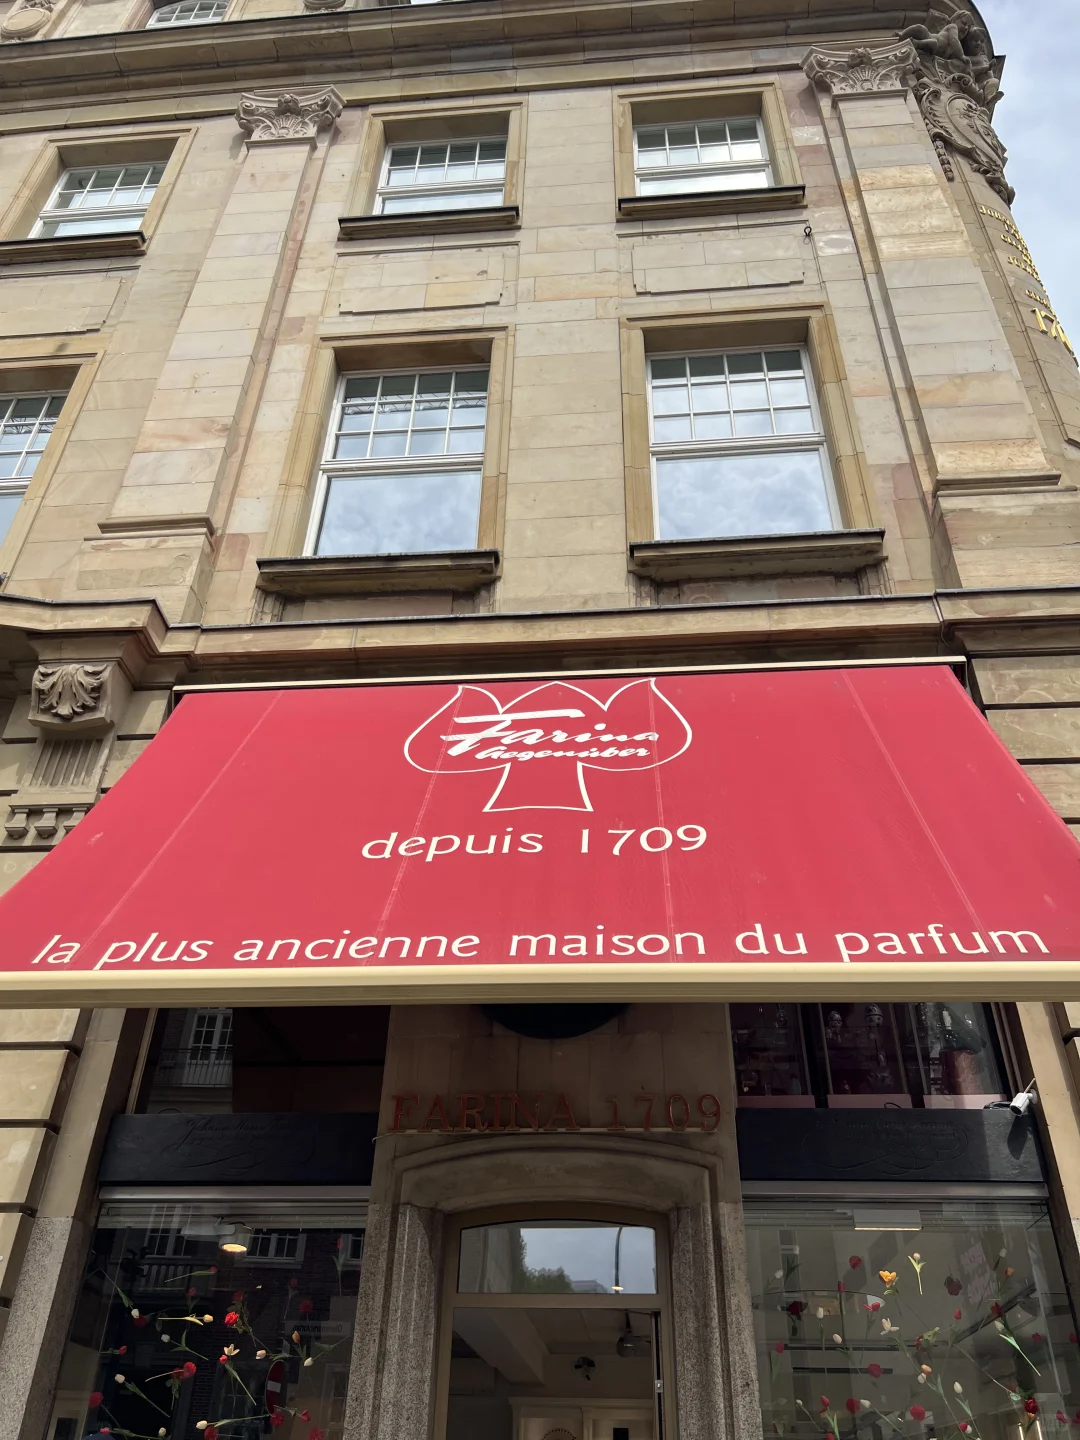 Farina
Gegenüber
depuis 1709
la plus ancienne maison du parfum
FARINA 1709